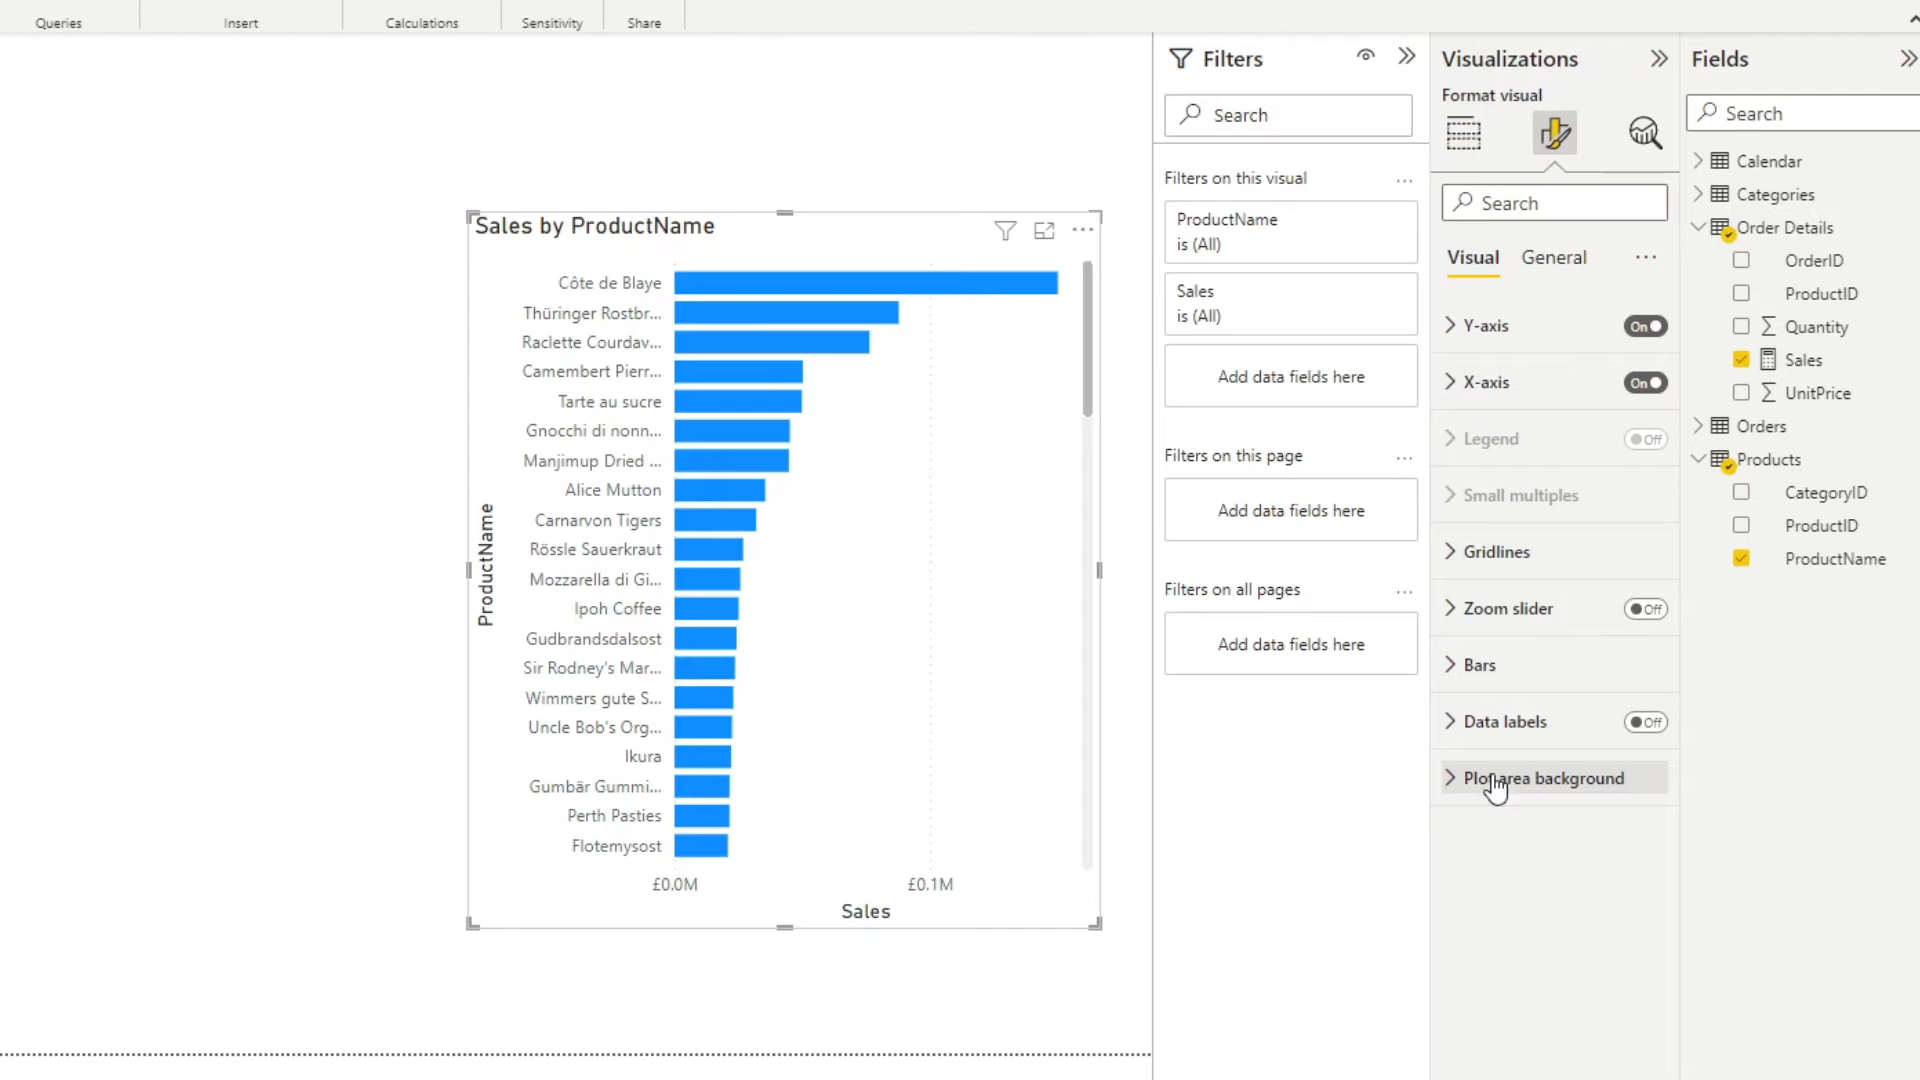 Queries
Insert
Calculations
Sensitivity
Share
Sales by ProductName
ProductName
Côte de Blaye
Thüringer Rostbr...
Raclette Courdav...
Camembert Pierr...
Tarte au sucre
Gnocchi di nonn...
Manjimup Dried ...
Alice Mutton
Carnarvon Tigers
Rössle Sauerkraut
Mozzarella di Gi...
Ipoh Coffee
Gudbrandsdalsost
Sir Rodney's Mar...
Wimmers gute S...
Uncle Bob's Org...
Ikura
Gumbär Gummi...
Perth Pasties
Flotemysost
£0.0M
£0.1M
Sales
Filters
Search
Filters on this visual
...
ProductName
is (All)
Sales
is (All)
Add data fields here
Filters on this page
...
Add data fields here
Filters on all pages
...
Add data fields here
Visualizations
Format visual
Search
Visual
General
...
Y-axis
On
X-axis
On
Legend
Off
Small multiples
Gridlines
Zoom slider
Off
Bars
Data labels
Off
Plot area background
Fields
Search
Calendar
Categories
Order Details
OrderID
ProductID
Quantity
Sales
UnitPrice
Orders
Products
CategoryID
ProductID
ProductName